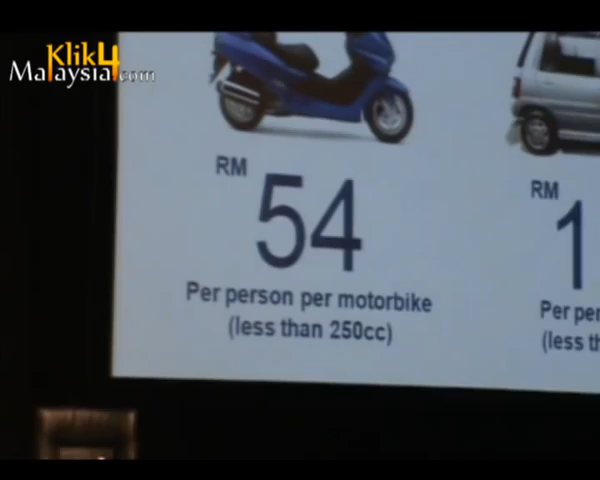 Klik4
Malaysia.com
RM
54
Per person per motorbike
(less than 250cc)
RM
1
Per per
(less th